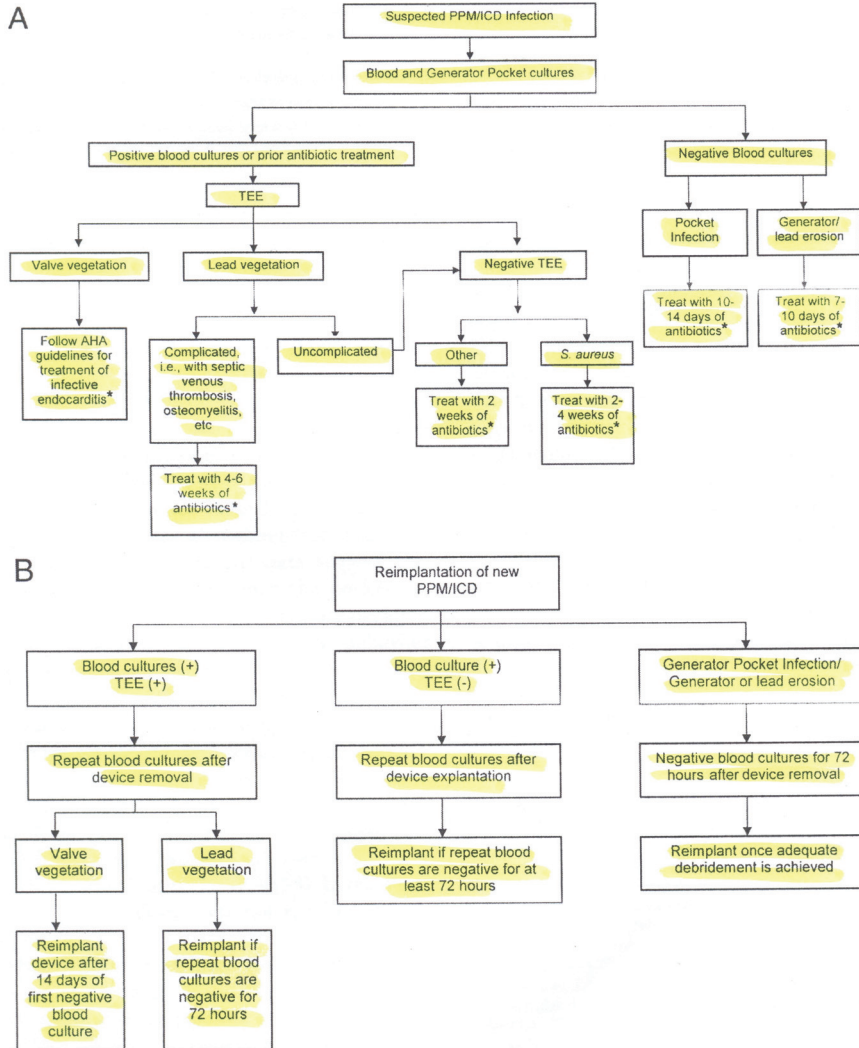 A
Suspected PPM/ICD Infection
Blood and Generator Pocket cultures
Positive blood cultures or prior antibiotic treatment
Negative Blood cultures
TEE
Pocket
Infection
Generator/
lead erosion
Valve vegetation
Lead vegetation
Negative TEE
Treat with 10-
14 days of
antibiotics*
Treat with 7-
10 days of
antibiotics*
Follow AHA
guidelines for
treatment of
infective
endocarditis*
Complicated,
i.e., with septic
venous
thrombosis,
osteomyelitis,
etc
Uncomplicated
Other
S. aureus
Treat with 2
weeks of
antibiotics*
Treat with 2-
4 weeks of
antibiotics*
Treat with 4-6
weeks of
antibiotics*
B
Reimplantation of new
PPM/ICD
Blood cultures (+)
TEE (+)
Blood culture (+)
TEE (-)
Generator Pocket Infection/
Generator or lead erosion
Repeat blood cultures after
device removal
Repeat blood cultures after
device explantation
Negative blood cultures for 72
hours after device removal
Valve
vegetation
Lead
vegetation
Reimplant if repeat blood
cultures are negative for at
least 72 hours
Reimplant once adequate
debridement is achieved
Reimplant
device after
14 days of
first negative
blood
culture
Reimplant if
repeat blood
cultures are
negative for
72 hours